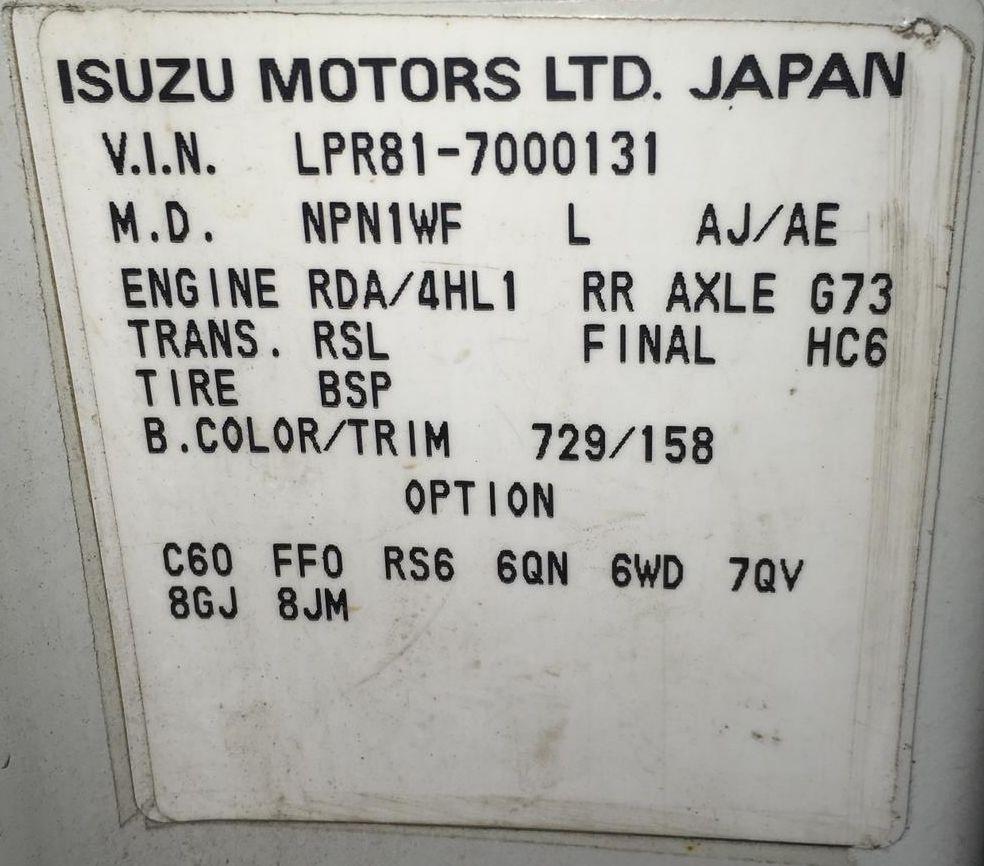 ISUZU MOTORS LTD. JAPAN
V.I.N. LPR81-7000131
M.D. NPN1WF L AJ/AE
ENGINE RDA/4HL1 RR AXLE G73
TRANS. RSL FINAL HC6
TIRE BSP
B.COLOR/TRIM 729/158
OPTION
C60 FF0 RS6 6QN 6WD 7QV
8GJ 8JM